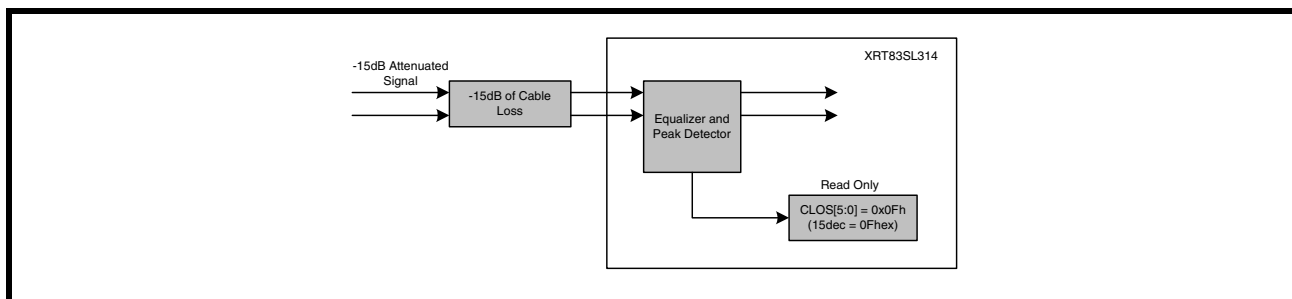 XRT83SL314
-15dB Attenuated
Signal
-15dB of Cable
Loss
Equalizer and
Peak Detector
Read Only
CLOS[5:0] = 0x0Fh
(15dec = 0Fhex)